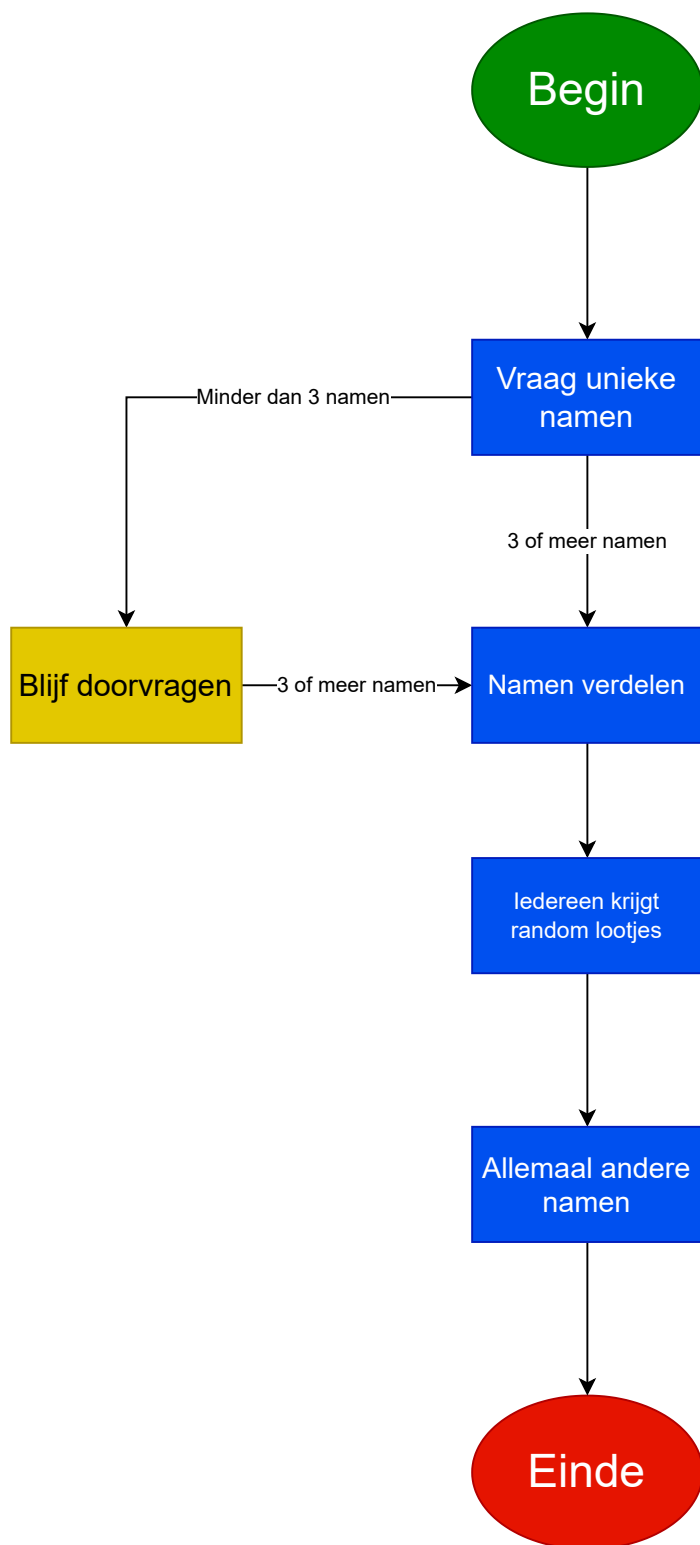 Begin
Vraag unieke
namen
Minder dan 3 namen
3 of meer namen
Blijf doorvragen
3 of meer namen
Namen verdelen
Iedereen krijgt
random lootjes
Allemaal andere
namen
Einde